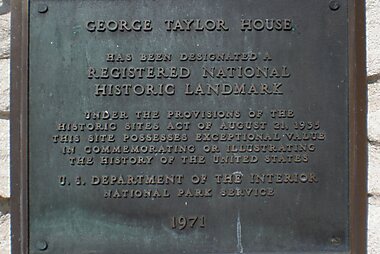 GEORGE TAYLOR HOUSE
HAS BEEN DESIGNATED A
REGISTERED NATIONAL
HISTORIC LANDMARK
UNDER THE PROVISIONS OF THE
HISTORIC SITES ACT OF AUGUST 21, 1935
THIS SITE POSSESSES EXCEPTIONAL VALUE
IN COMMEMORATING OR ILLUSTRATING
THE HISTORY OF THE UNITED STATES
U. S. DEPARTMENT OF THE INTERIOR
NATIONAL PARK SERVICE
1971